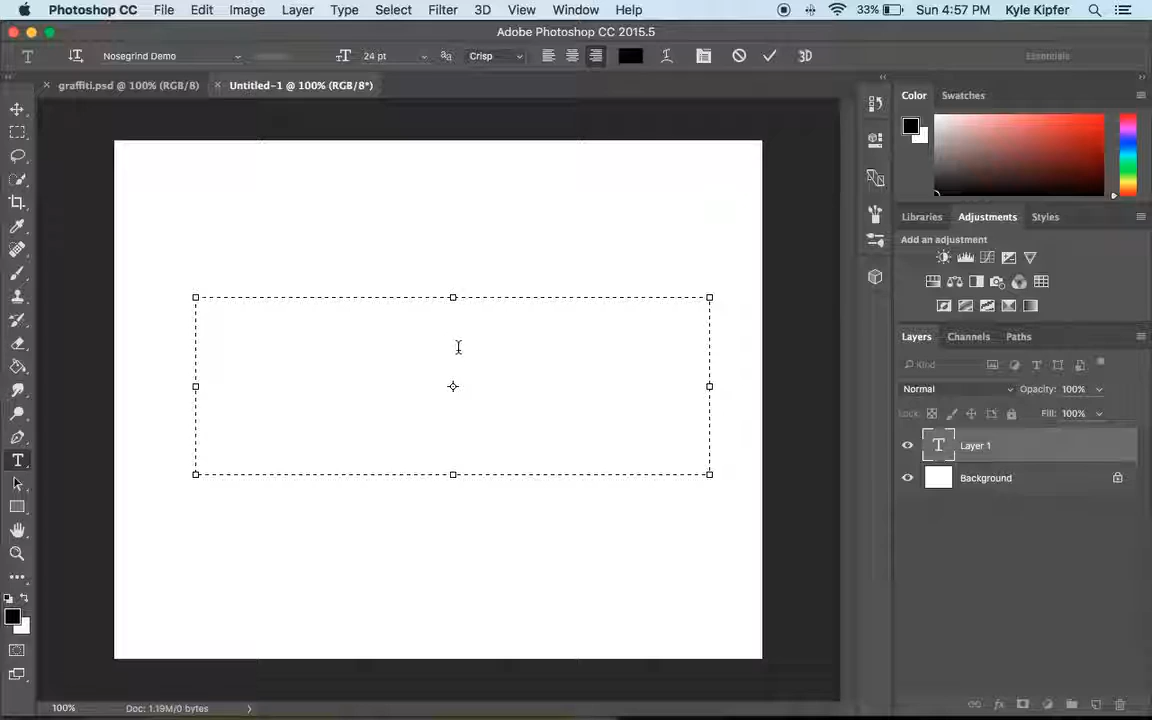 Photoshop CC File Edit Image Layer Type Select Filter 3D View Window Help 33% Sun 4:57 PM Kyle Kipfer
Adobe Photoshop CC 2015.5
T Nosegrind Demo 24 pt Crisp 3D Essentials
graffiti.psd @ 100% (RGB/8) Untitled-1 @ 100% (RGB/8*)
Color Swatches
Libraries Adjustments Styles
Add an adjustment
Layers Channels Paths
Kind
Normal Opacity: 100%
Lock: Fill: 100%
T Layer 1
Background
100% Doc: 1.19M/0 bytes